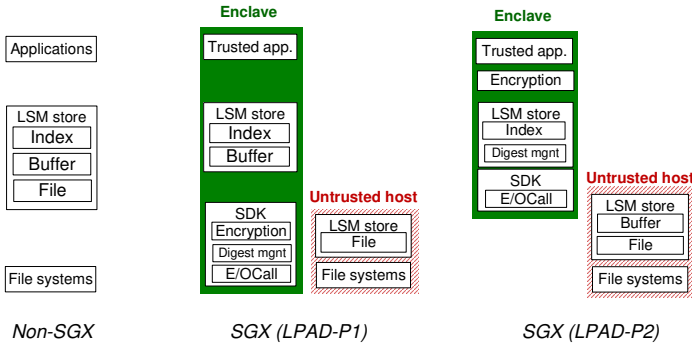 Enclave
Enclave
Applications
Trusted app.
Trusted app.
Encryption
LSM store
Index
Buffer
File
LSM store
Index
Buffer
LSM store
Index
Digest mgnt
SDK
E/OCall
Untrusted host
Untrusted host
SDK
Encryption
Digest mgnt
E/OCall
LSM store
File
File systems
LSM store
Buffer
File
File systems
File systems
Non-SGX
SGX (LPAD-P1)
SGX (LPAD-P2)